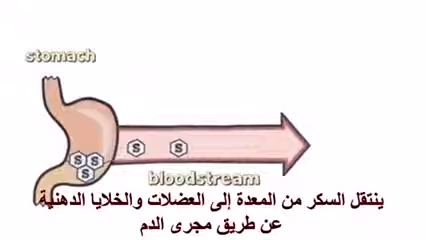 stomach
S
S
S
S
S
bloodstream
ينتقل السكر من المعدة إلى العضلات والخلايا الدهنية
عن طريق مجرى الدم